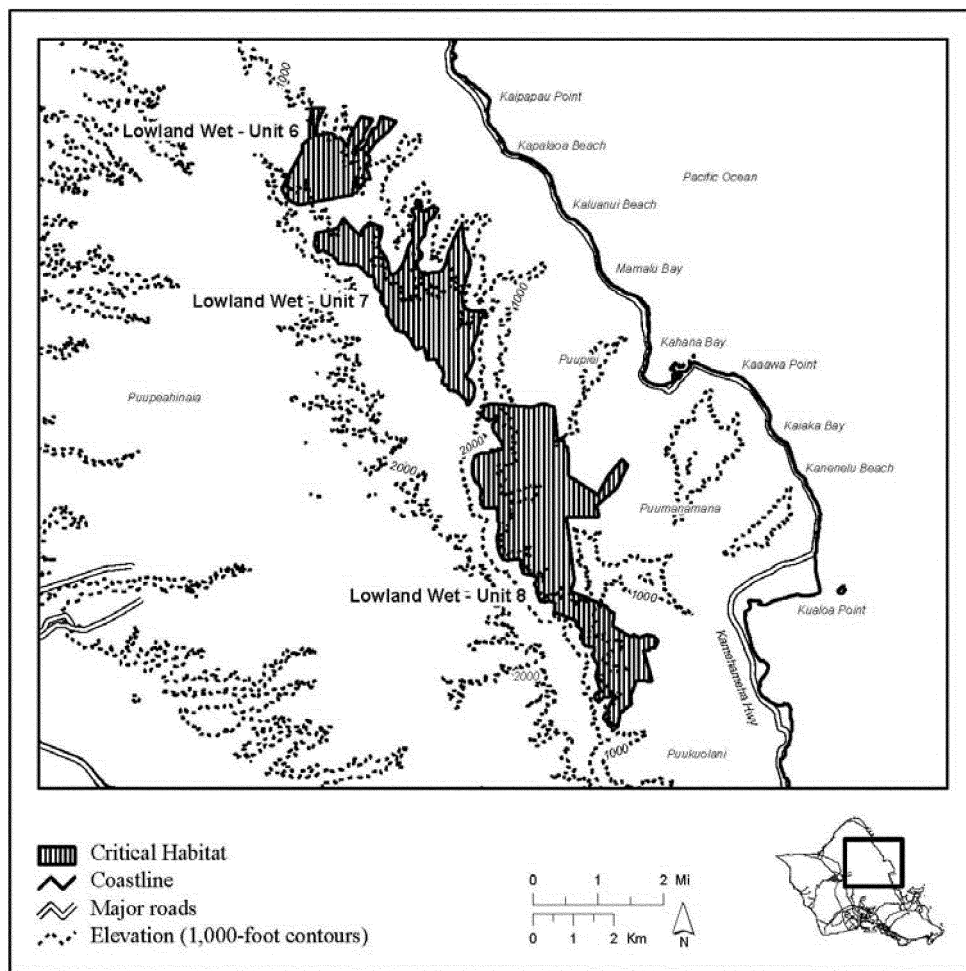 1000
Kaipapau Point
Lowland Wet - Unit 6
Kapalaoa Beach
Pacific Ocean
Kaluanui Beach
Mamalu Bay
Lowland Wet - Unit 7
1000
Kahana Bay
Puupiei
Kaaawa Point
Puupeahinaia
Kaiaka Bay
2000
2000
Kanenelu Beach
Puumanamana
Lowland Wet - Unit 8
1000
Kualoa Point
Kamehameha Hwy
2000
1000
Puukuolani
Critical Habitat
Coastline
Major roads
Elevation (1,000-foot contours)
0 1 2 Mi
0 1 2 Km
N